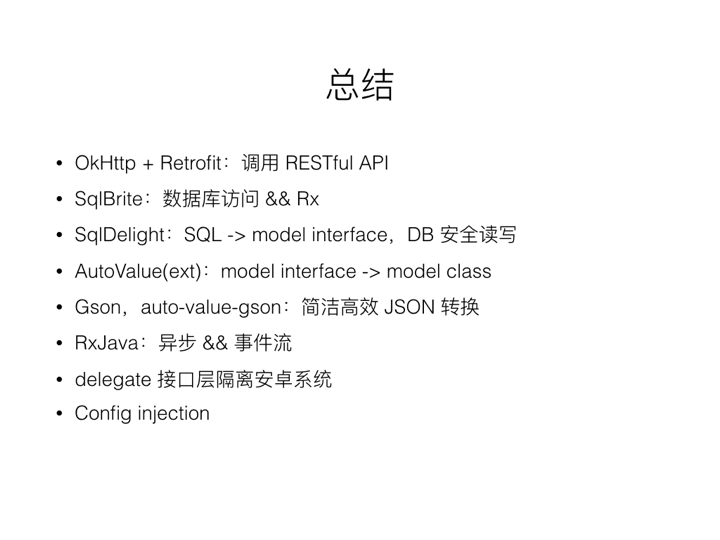 总结
• OkHttp + Retrofit：调用 RESTful API
• SqlBrite：数据库访问 && Rx
• SqlDelight：SQL -> model interface，DB 安全读写
• AutoValue(ext)：model interface -> model class
• Gson，auto-value-gson：简洁高效 JSON 转换
• RxJava：异步 && 事件流
• delegate 接口层隔离安卓系统
• Config injection